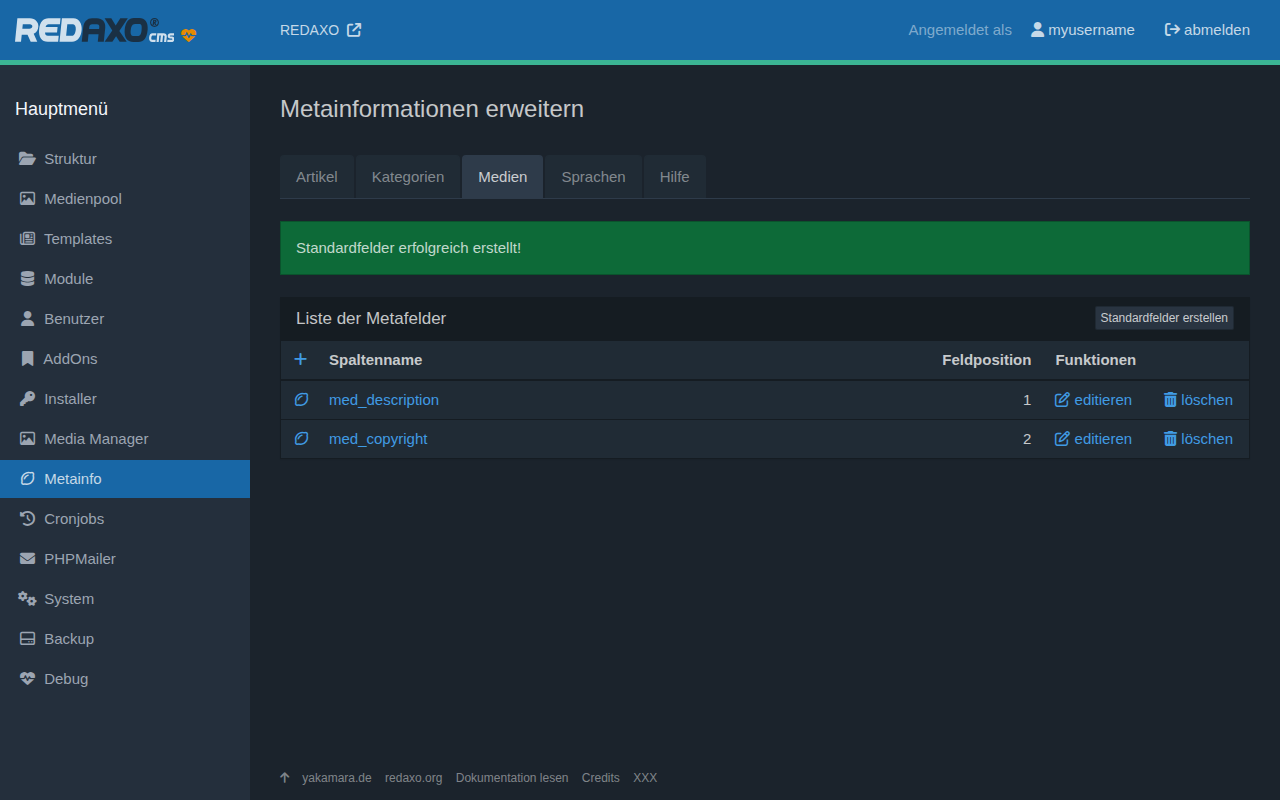 REDAXO® cms
REDAXO
Angemeldet als myusername abmelden
Hauptmenü
Struktur
Medienpool
Templates
Module
Benutzer
AddOns
Installer
Media Manager
Metainfo
Cronjobs
PHPMailer
System
Backup
Debug
Metainformationen erweitern
Artikel Kategorien Medien Sprachen Hilfe
Standardfelder erfolgreich erstellt!
Liste der Metafelder Standardfelder erstellen
Spaltenname Feldposition Funktionen
med_description 1 editieren löschen
med_copyright 2 editieren löschen
yakamara.de redaxo.org Dokumentation lesen Credits XXX